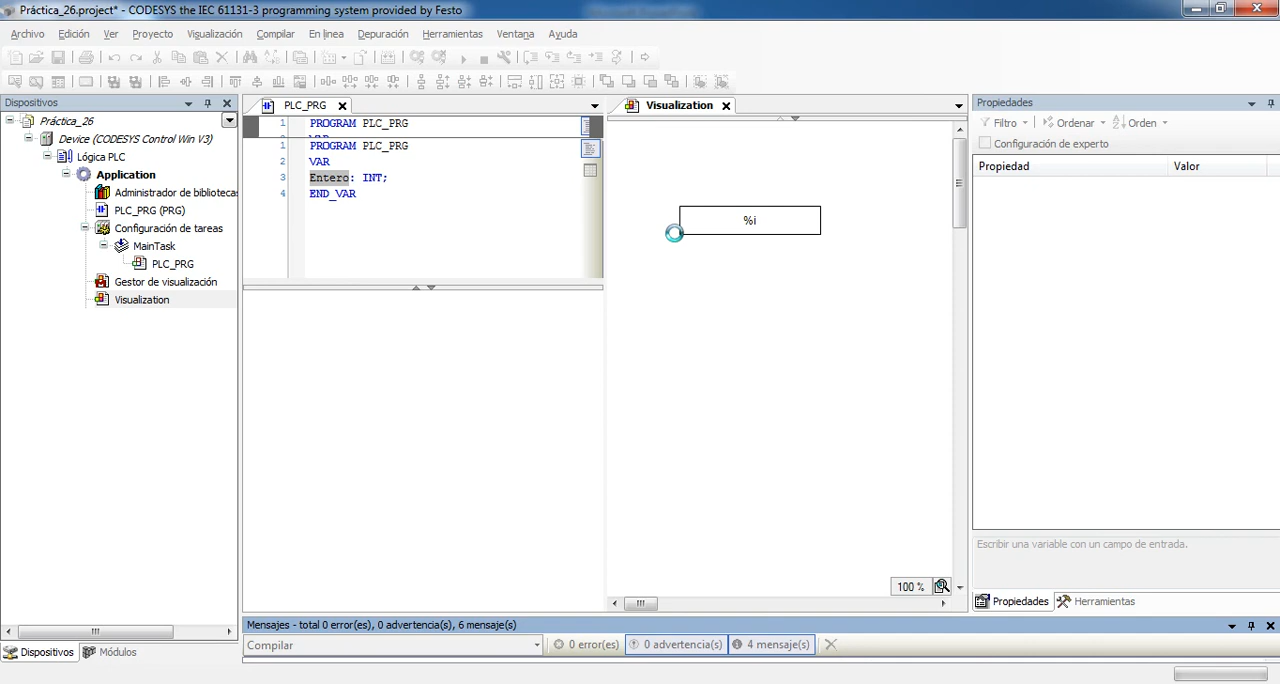 Práctica_26.project* - CODESYS the IEC 61131-3 programming system provided by Festo
Archivo Edición Ver Proyecto Visualización Compilar En línea Depuración Herramientas Ventana Ayuda
Dispositivos
Práctica_26
Device (CODESYS Control Win V3)
Lógica PLC
Application
Administrador de bibliotecas
PLC_PRG (PRG)
Configuración de tareas
MainTask
PLC_PRG
Gestor de visualización
Visualization
Dispositivos Módulos
PLC_PRG
1 PROGRAM PLC_PRG
1 PROGRAM PLC_PRG
2 VAR
3 Entero: INT;
4 END_VAR
Visualization
%i
100 %
Propiedades
Filtro Ordenar Orden
Configuración de experto
Propiedad Valor
Escribir una variable con un campo de entrada.
Propiedades Herramientas
Mensajes - total 0 error(es), 0 advertencia(s), 6 mensaje(s)
Compilar 0 error(es) 0 advertencia(s) 4 mensaje(s)